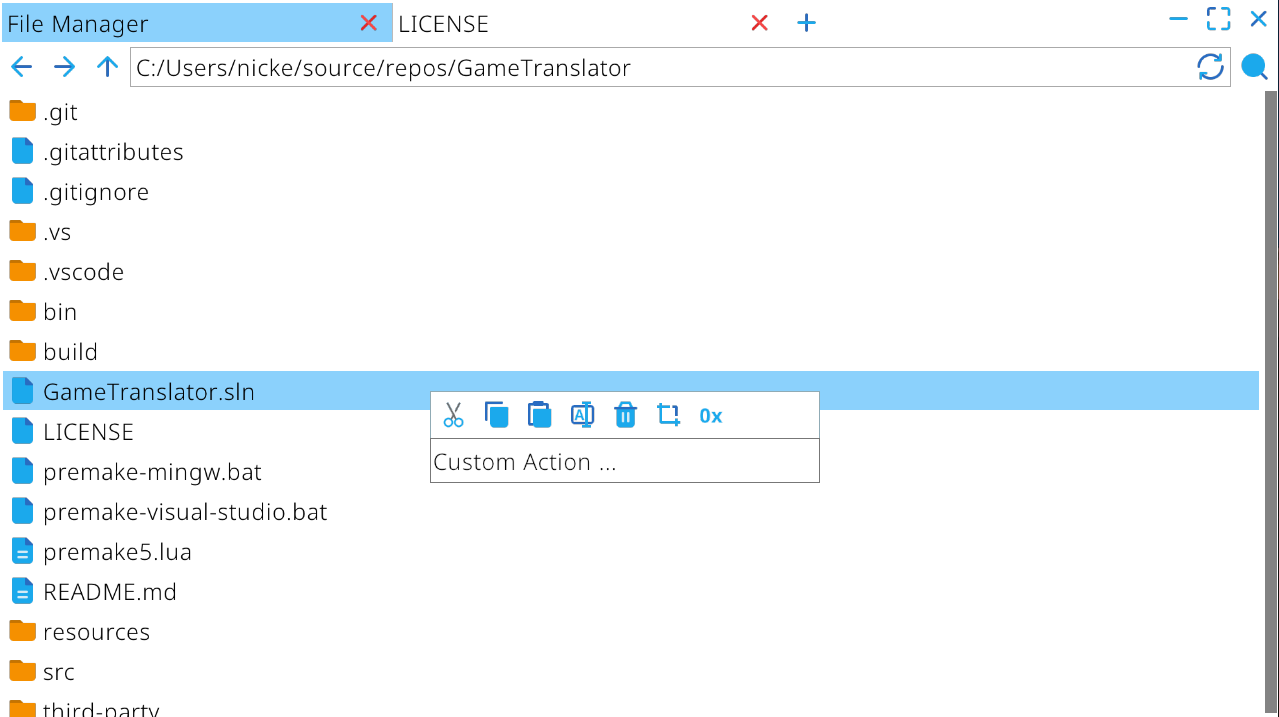 File Manager
LICENSE
C:/Users/nicke/source/repos/GameTranslator
.git
.gitattributes
.gitignore
.vs
.vscode
bin
build
GameTranslator.sln
LICENSE
A
0x
Custom Action ...
premake-mingw.bat
premake-visual-studio.bat
premake5.lua
README.md
resources
src
third-party